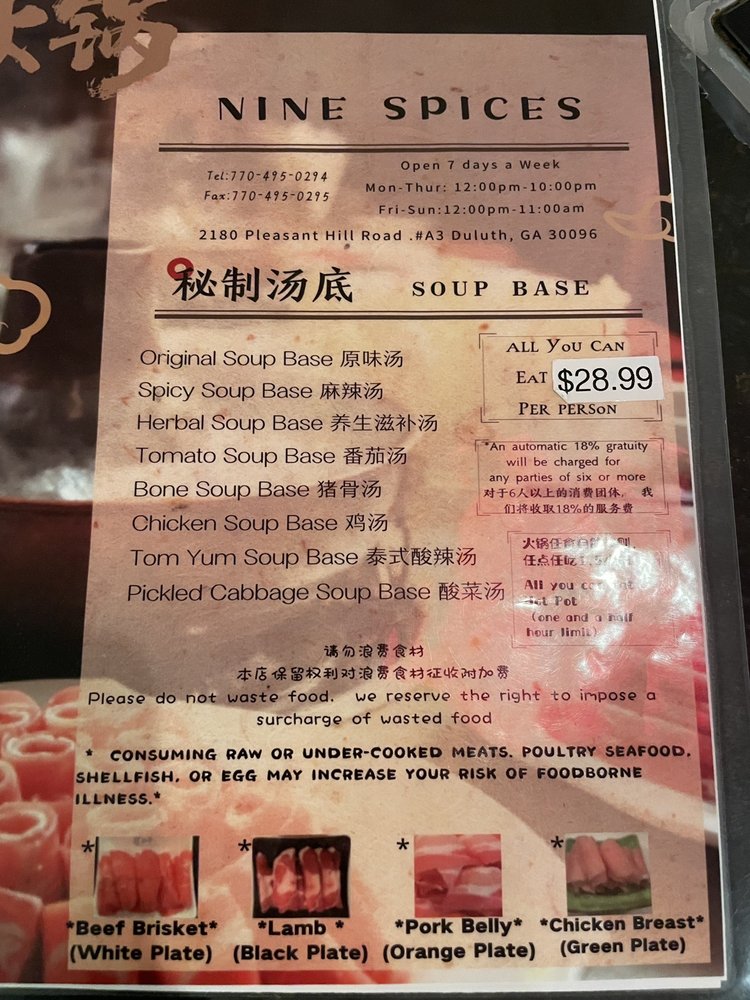 锅
NINE SPICES
Tel:770-495-0294
Fax:770-495-0295
Open 7 days a Week
Mon-Thur: 12:00pm-10:00pm
Fri-Sun:12:00pm-11:00am
2180 Pleasant Hill Road .#A3 Duluth, GA 30096
秘制汤底 SOUP BASE
Original Soup Base 原味汤
Spicy Soup Base 麻辣汤
Herbal Soup Base 养生滋补汤
Tomato Soup Base 番茄汤
Bone Soup Base 猪骨汤
Chicken Soup Base 鸡汤
Tom Yum Soup Base 泰式酸辣汤
Pickled Cabbage Soup Base 酸菜汤
ALL YOU CAN
EAT $28.99
PER PERSON
*An automatic 18% gratuity
will be charged for
any parties of six or more
对于6人以上的消费团体, 我
们将收取18%的服务费
火锅任食
任点任吃
All you can eat
Hot Pot
(one and a half
hour limit)
请勿浪费食材
本店保留权利对浪费食材征收附加费
Please do not waste food. we reserve the right to impose a
surcharge of wasted food
* CONSUMING RAW OR UNDER-COOKED MEATS. POULTRY SEAFOOD,
SHELLFISH, OR EGG MAY INCREASE YOUR RISK OF FOODBORNE
ILLNESS.*
* * * *
*Beef Brisket* *Lamb * *Pork Belly* *Chicken Breast*
(White Plate) (Black Plate) (Orange Plate) (Green Plate)